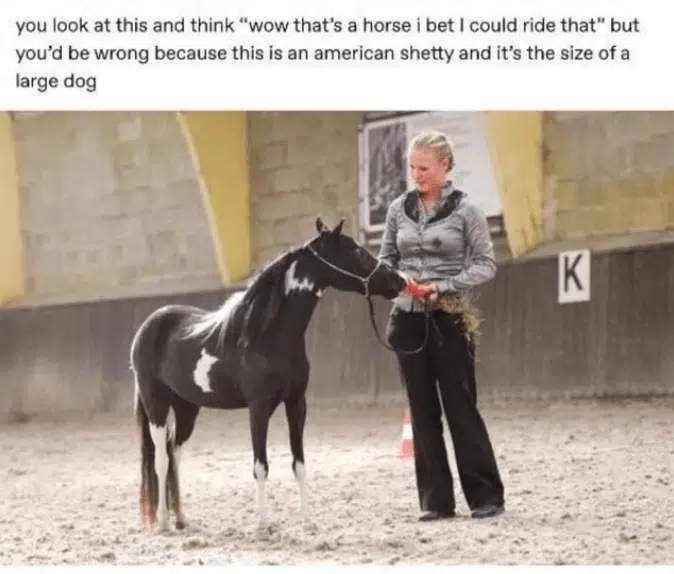 you look at this and think “wow that's a horse i bet I could ride that” but
you'd be wrong because this is an american shetty and it's the size of a
large dog
K